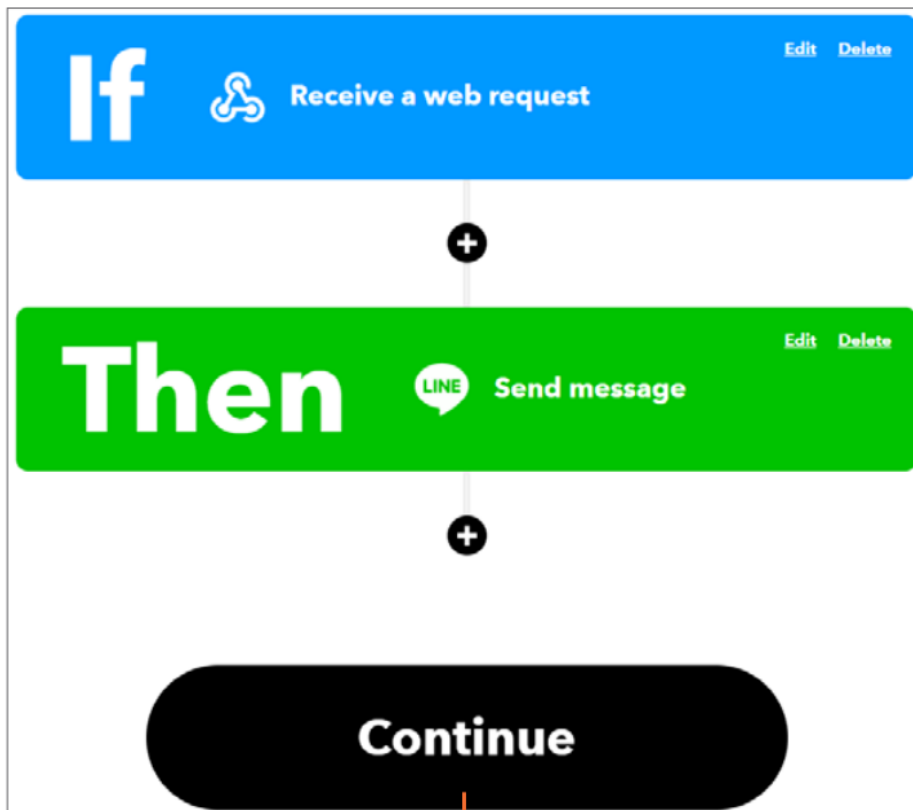 Edit Delete
If Receive a web request
Edit Delete
Then LINE Send message
Continue